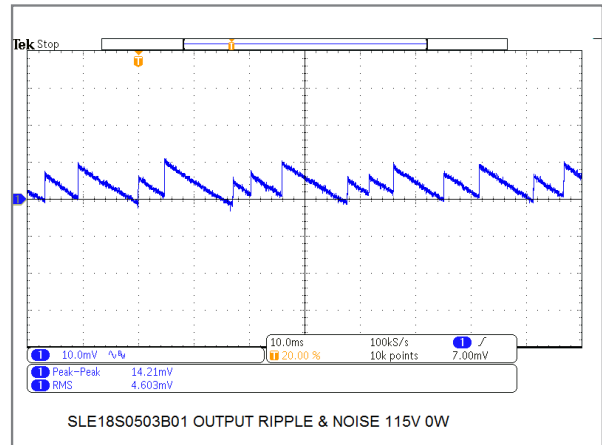 Tek Stop
T
T
1
1 10.0mV
10.0ms 100kS/s 1
T 20.00 % 10k points 7.00mV
1 Peak-Peak 14.21mV
1 RMS 4.603mV
SLE18S0503B01 OUTPUT RIPPLE & NOISE 115V 0W